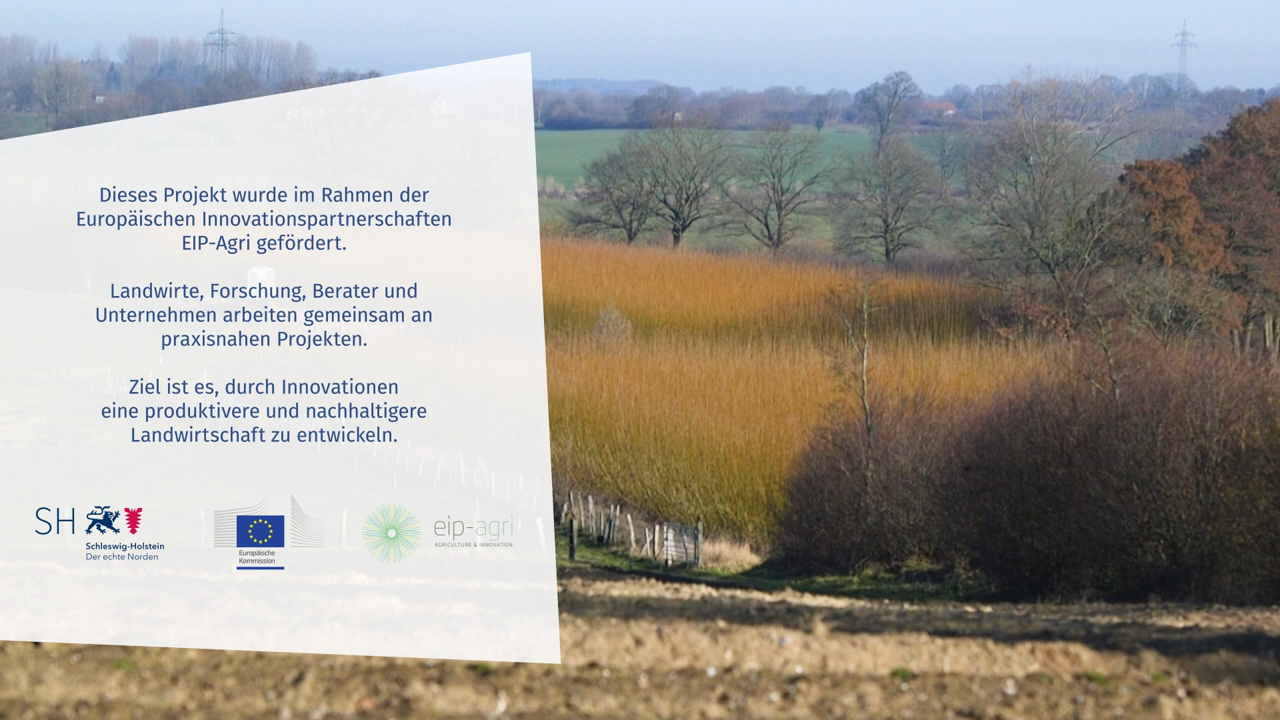 Dieses Projekt wurde im Rahmen der
Europäischen Innovationspartnerschaften
EIP-Agri gefördert.
Landwirte, Forschung, Berater und
Unternehmen arbeiten gemeinsam an
praxisnahen Projekten.
Ziel ist es, durch Innovationen
eine produktivere und nachhaltigere
Landwirtschaft zu entwickeln.
SH
Schleswig-Holstein
Der echte Norden
Europäische
Kommission
eip-agri
AGRICULTURE & INNOVATION